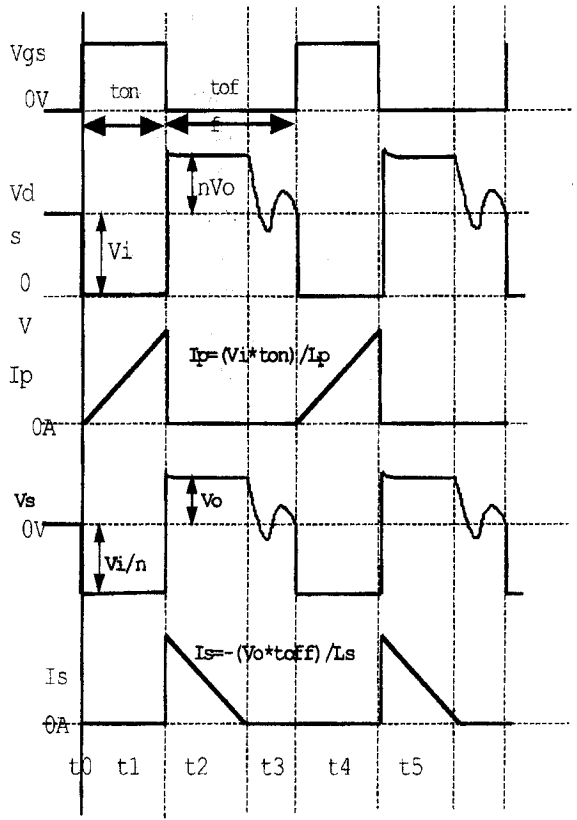 Vgs
ton
tof
f
0V
nVo
Vd
s
Vi
0
V
Ip=(Vi*ton)/Lp
Ip
0A
Vs
Vo
0V
Vi/n
Is=-(Vo*toff)/Ls
Is
0A
t0 t1 t2 t3 t4 t5